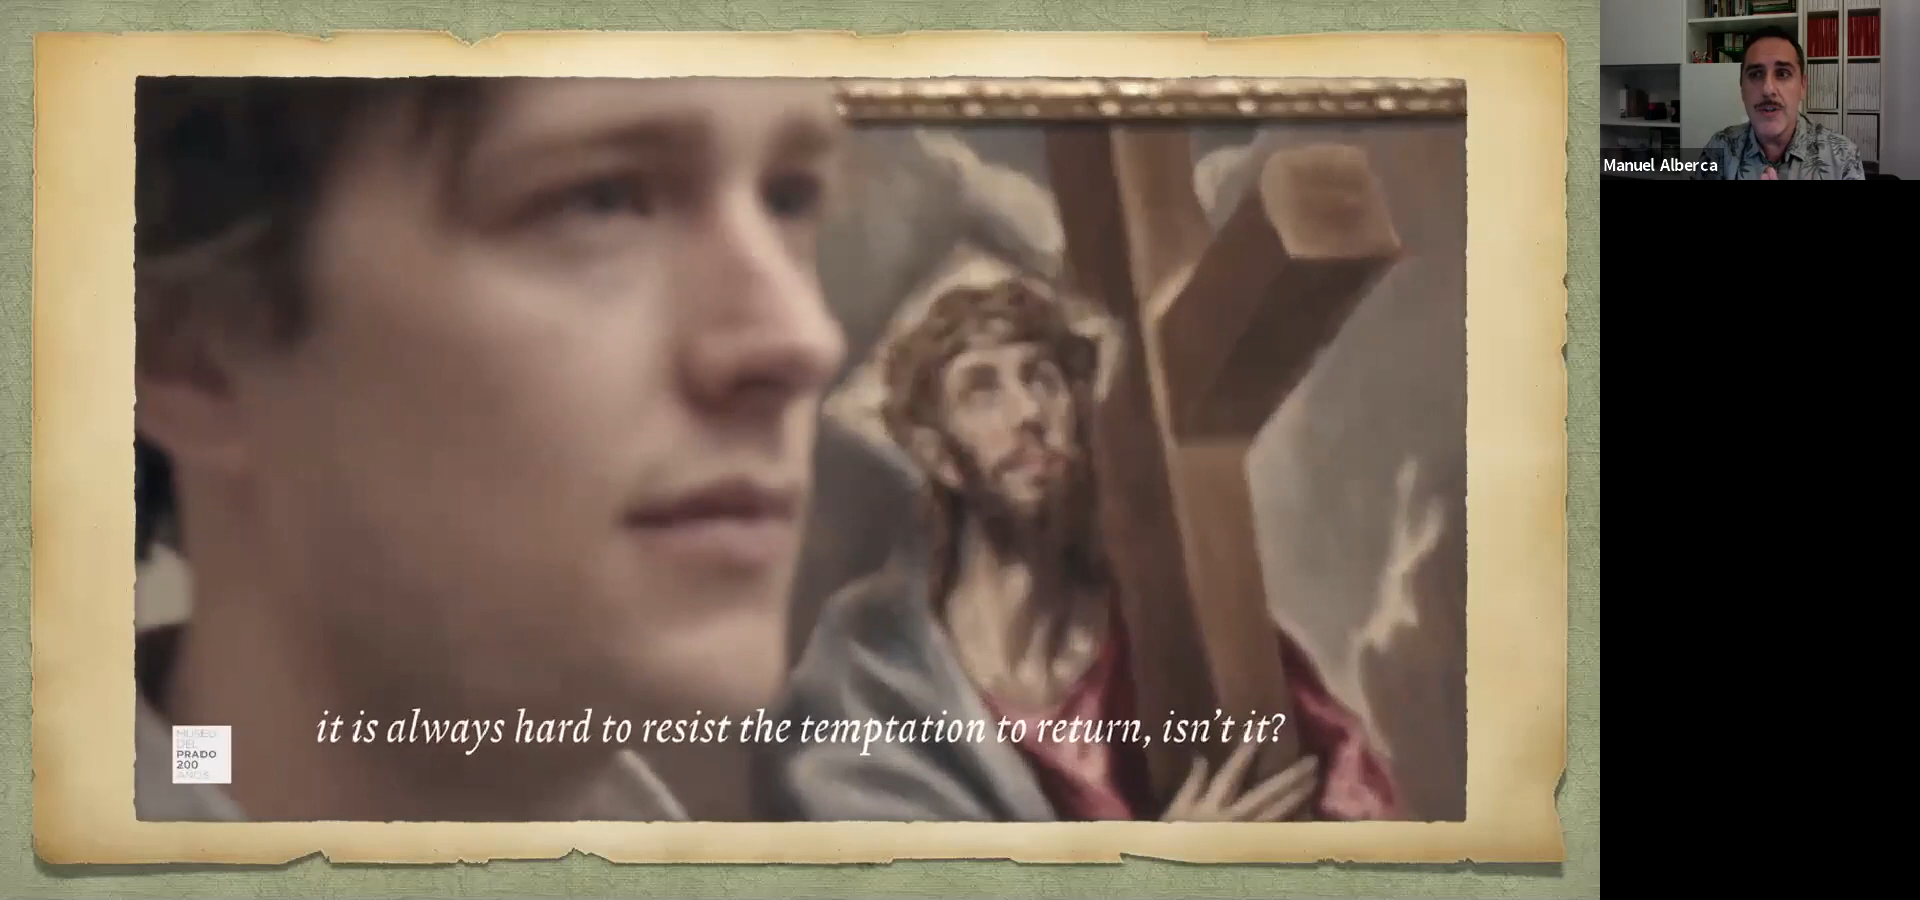 it is always hard to resist the temptation to return, isn't it?
MUSEO
DEL
PRADO
200
AÑOS
Manuel Alberca